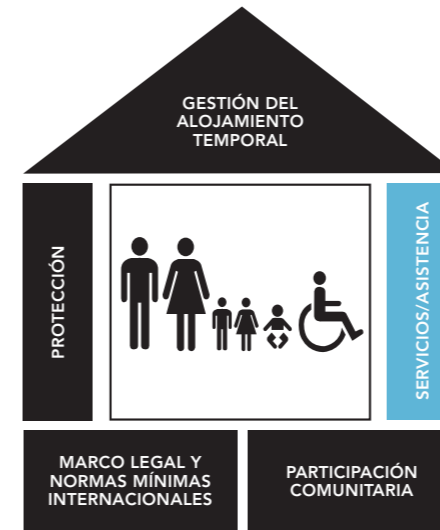 GESTIÓN DEL
ALOJAMIENTO
TEMPORAL
PROTECCIÓN
SERVICIOS/ASISTENCIA
MARCO LEGAL Y
NORMAS MÍNIMAS
INTERNACIONALES
PARTICIPACIÓN
COMUNITARIA